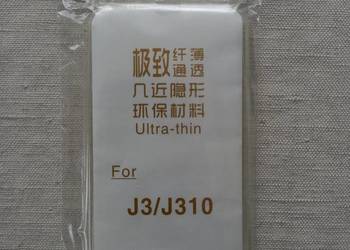 极致纤薄通透
几近隐形
环保材料
Ultra-thin
For
J3/J310